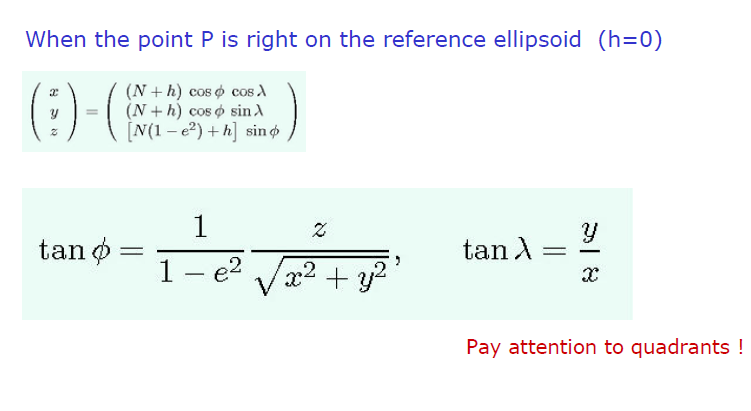 When the point P is right on the reference ellipsoid (h=0)
( x ) = ( (N + h) cos ϕ cos λ )
( y ) = ( (N + h) cos ϕ sin λ )
( z ) = ( [N(1 − e²) + h] sin ϕ )
tan ϕ = 1/(1 − e²) z/√(x² + y²), tan λ = y/x
Pay attention to quadrants !